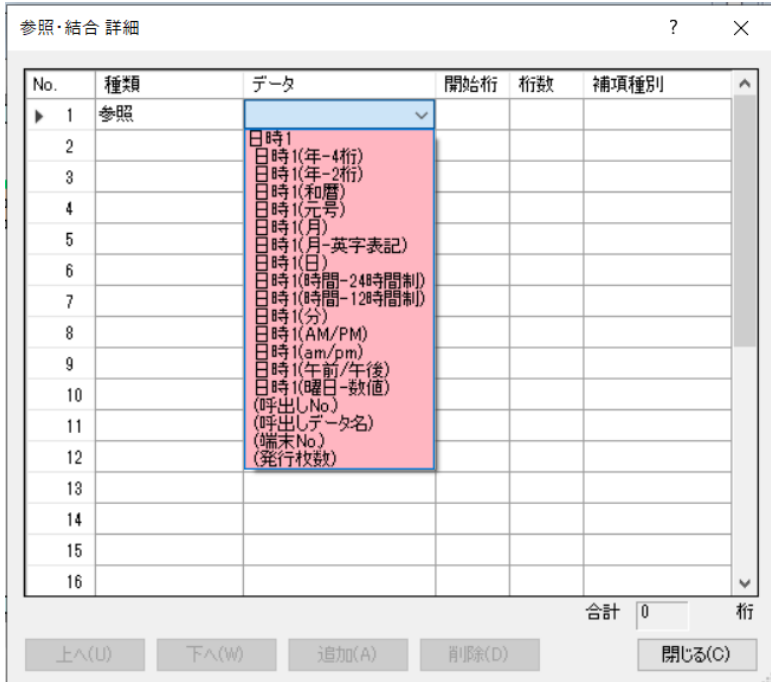 参照・結合 詳細 ? ×
No. 種類 データ 開始桁 桁数 補項種別
1 参照
日時1
2 日時1(年-4桁)
日時1(年-2桁)
3 日時1(和暦)
日時1(元号)
4 日時1(月)
日時1(月-英字表記)
5 日時1(日)
6 日時1(時間-24時間制)
7 日時1(時間-12時間制)
日時1(分)
8 日時1(AM/PM)
日時1(am/pm)
9 日時1(午前/午後)
日時1(曜日-数値)
10 (呼出しNo.)
11 (呼出しデータ名)
(端末No.)
12 (発行枚数)
13
14
15
16
合計 0 桁
上へ(U) 下へ(W) 追加(A) 削除(D) 閉じる(C)